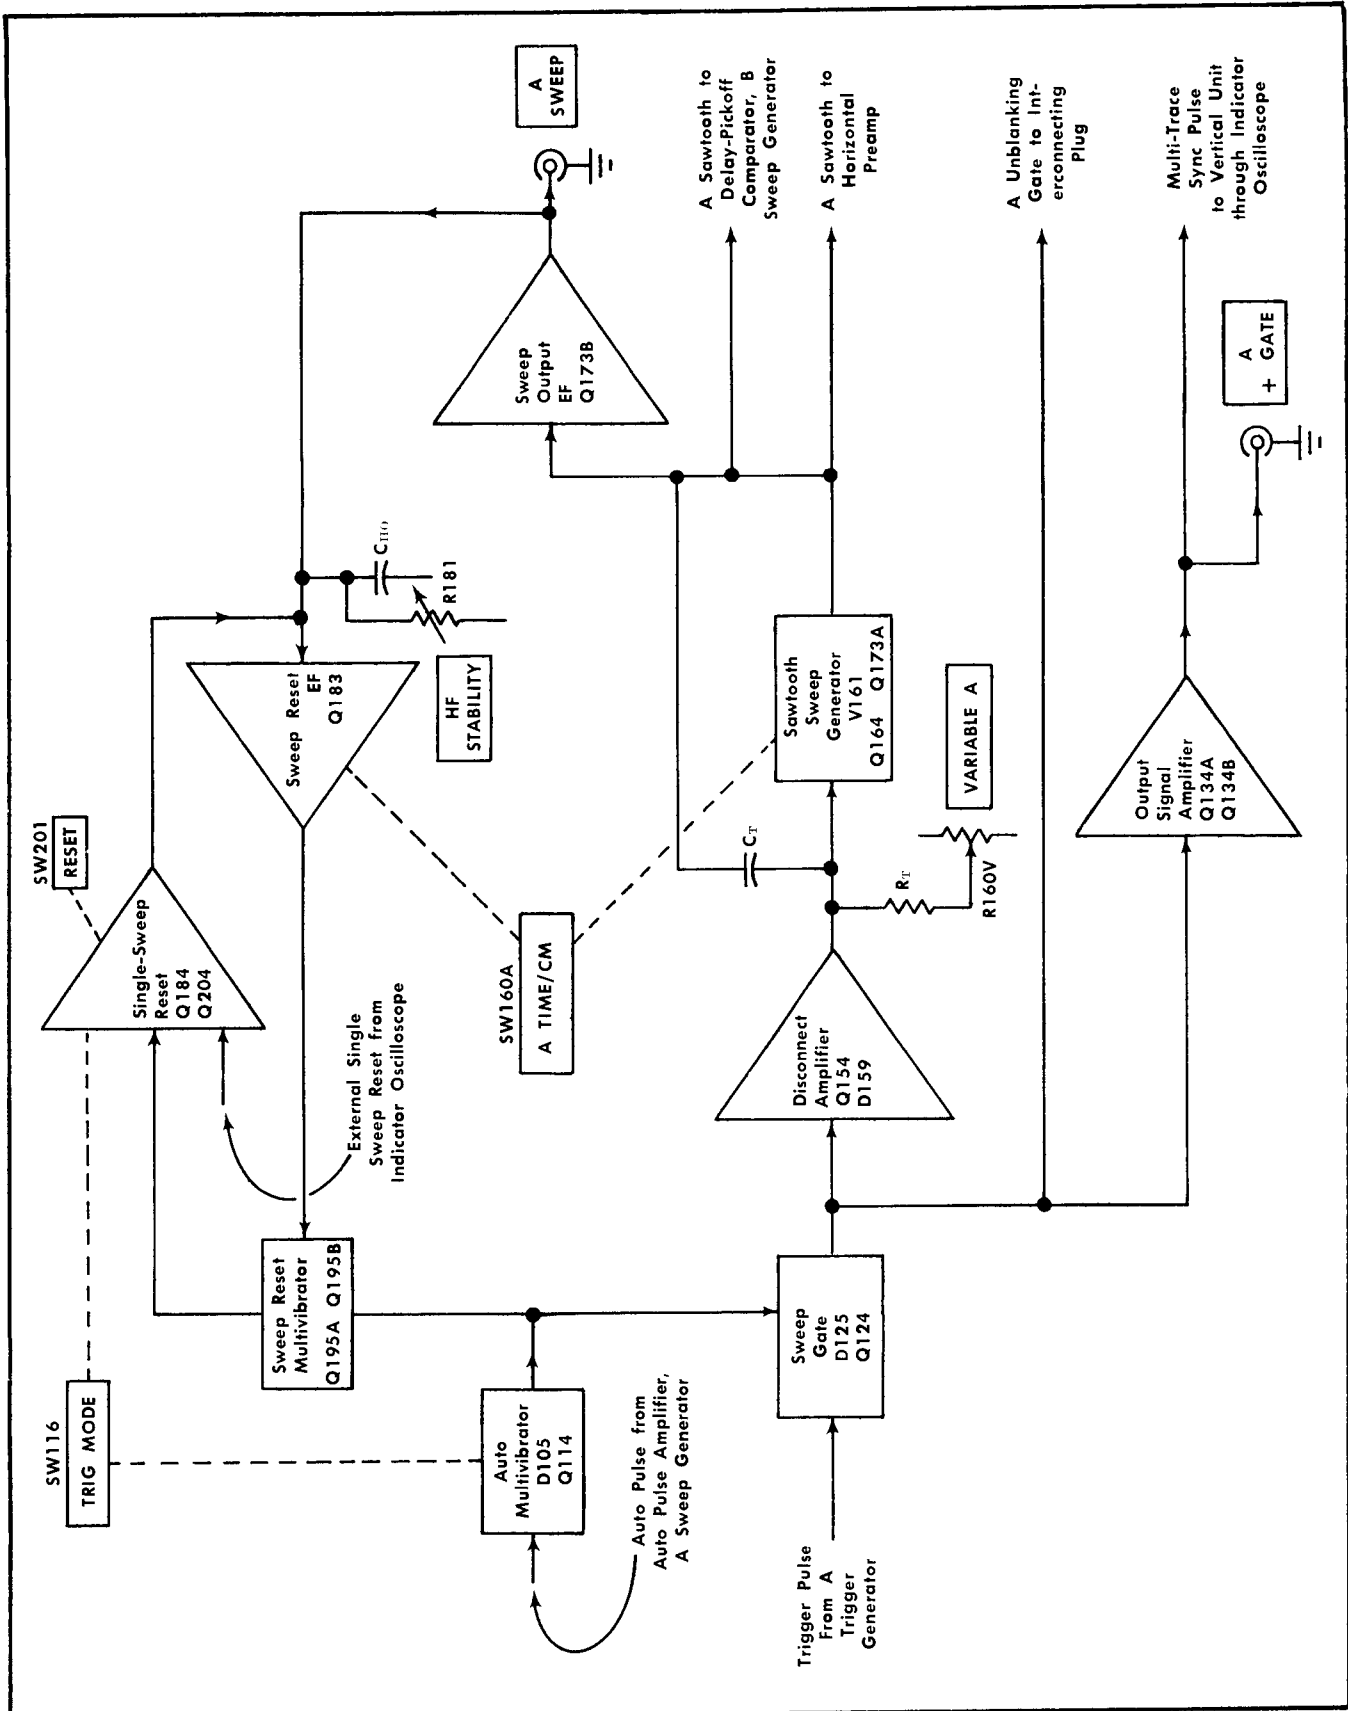 SW116
TRIG MODE
SW201
RESET
Single-Sweep
Reset
Q184
Q204
Sweep Reset
Multivibrator
Q195A Q195B
External Single
Sweep Reset from
Indicator Oscilloscope
Sweep Reset
EF
Q183
HF
STABILITY
R181
CHO
A
SWEEP
Auto
Multivibrator
D105
Q114
Auto Pulse from
Auto Pulse Amplifier,
A Sweep Generator
SW160A
A TIME/CM
Sweep
Output
EF
Q173B
A Sawtooth to
Delay-Pickoff
Comparator, B
Sweep Generator
A Sawtooth to
Horizontal
Preamp
Trigger Pulse
From A
Trigger
Generator
Sweep
Gate
D125
Q124
Disconnect
Amplifier
Q154
D159
CT
RT
R160V
VARIABLE A
Sawtooth
Sweep
Generator
V161
Q164 Q173A
A Unblanking
Gate to Int-
erconnecting
Plug
Output
Signal
Amplifier
Q134A
Q134B
A
+ GATE
Multi-Trace
Sync Pulse
to Vertical Unit
through Indicator
Oscilloscope